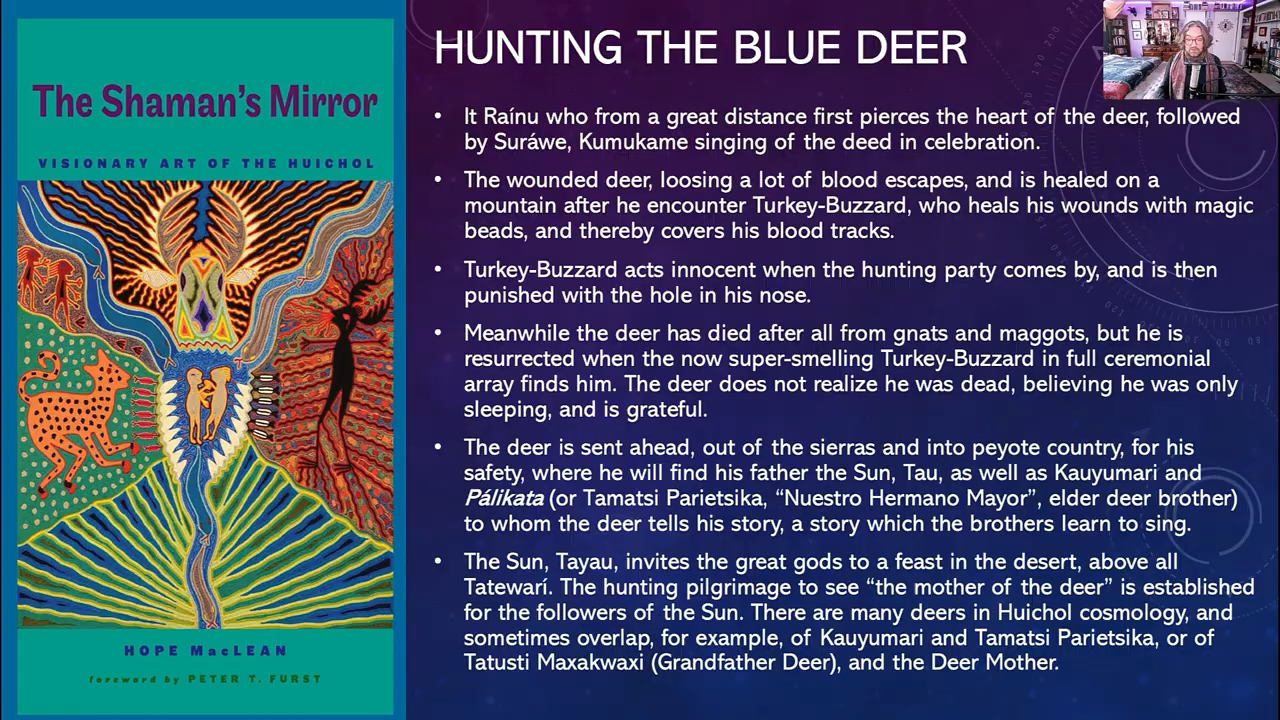 The Shaman's Mirror
VISIONARY ART OF THE HUICHOL
HOPE MacLEAN
foreword by PETER T. FURST
HUNTING THE BLUE DEER
• It Raínu who from a great distance first pierces the heart of the deer, followed
by Suráwe, Kumukame singing of the deed in celebration.
• The wounded deer, loosing a lot of blood escapes, and is healed on a
mountain after he encounter Turkey-Buzzard, who heals his wounds with magic
beads, and thereby covers his blood tracks.
• Turkey-Buzzard acts innocent when the hunting party comes by, and is then
punished with the hole in his nose.
• Meanwhile the deer has died after all from gnats and maggots, but he is
resurrected when the now super-smelling Turkey-Buzzard in full ceremonial
array finds him. The deer does not realize he was dead, believing he was only
sleeping, and is grateful.
• The deer is sent ahead, out of the sierras and into peyote country, for his
safety, where he will find his father the Sun, Tau, as well as Kauyumari and
Pálikata (or Tamatsi Parietsika, “Nuestro Hermano Mayor”, elder deer brother)
to whom the deer tells his story, a story which the brothers learn to sing.
• The Sun, Tayau, invites the great gods to a feast in the desert, above all
Tatewarí. The hunting pilgrimage to see “the mother of the deer” is established
for the followers of the Sun. There are many deers in Huichol cosmology, and
sometimes overlap, for example, of Kauyumari and Tamatsi Parietsika, or of
Tatusti Maxakwaxi (Grandfather Deer), and the Deer Mother.